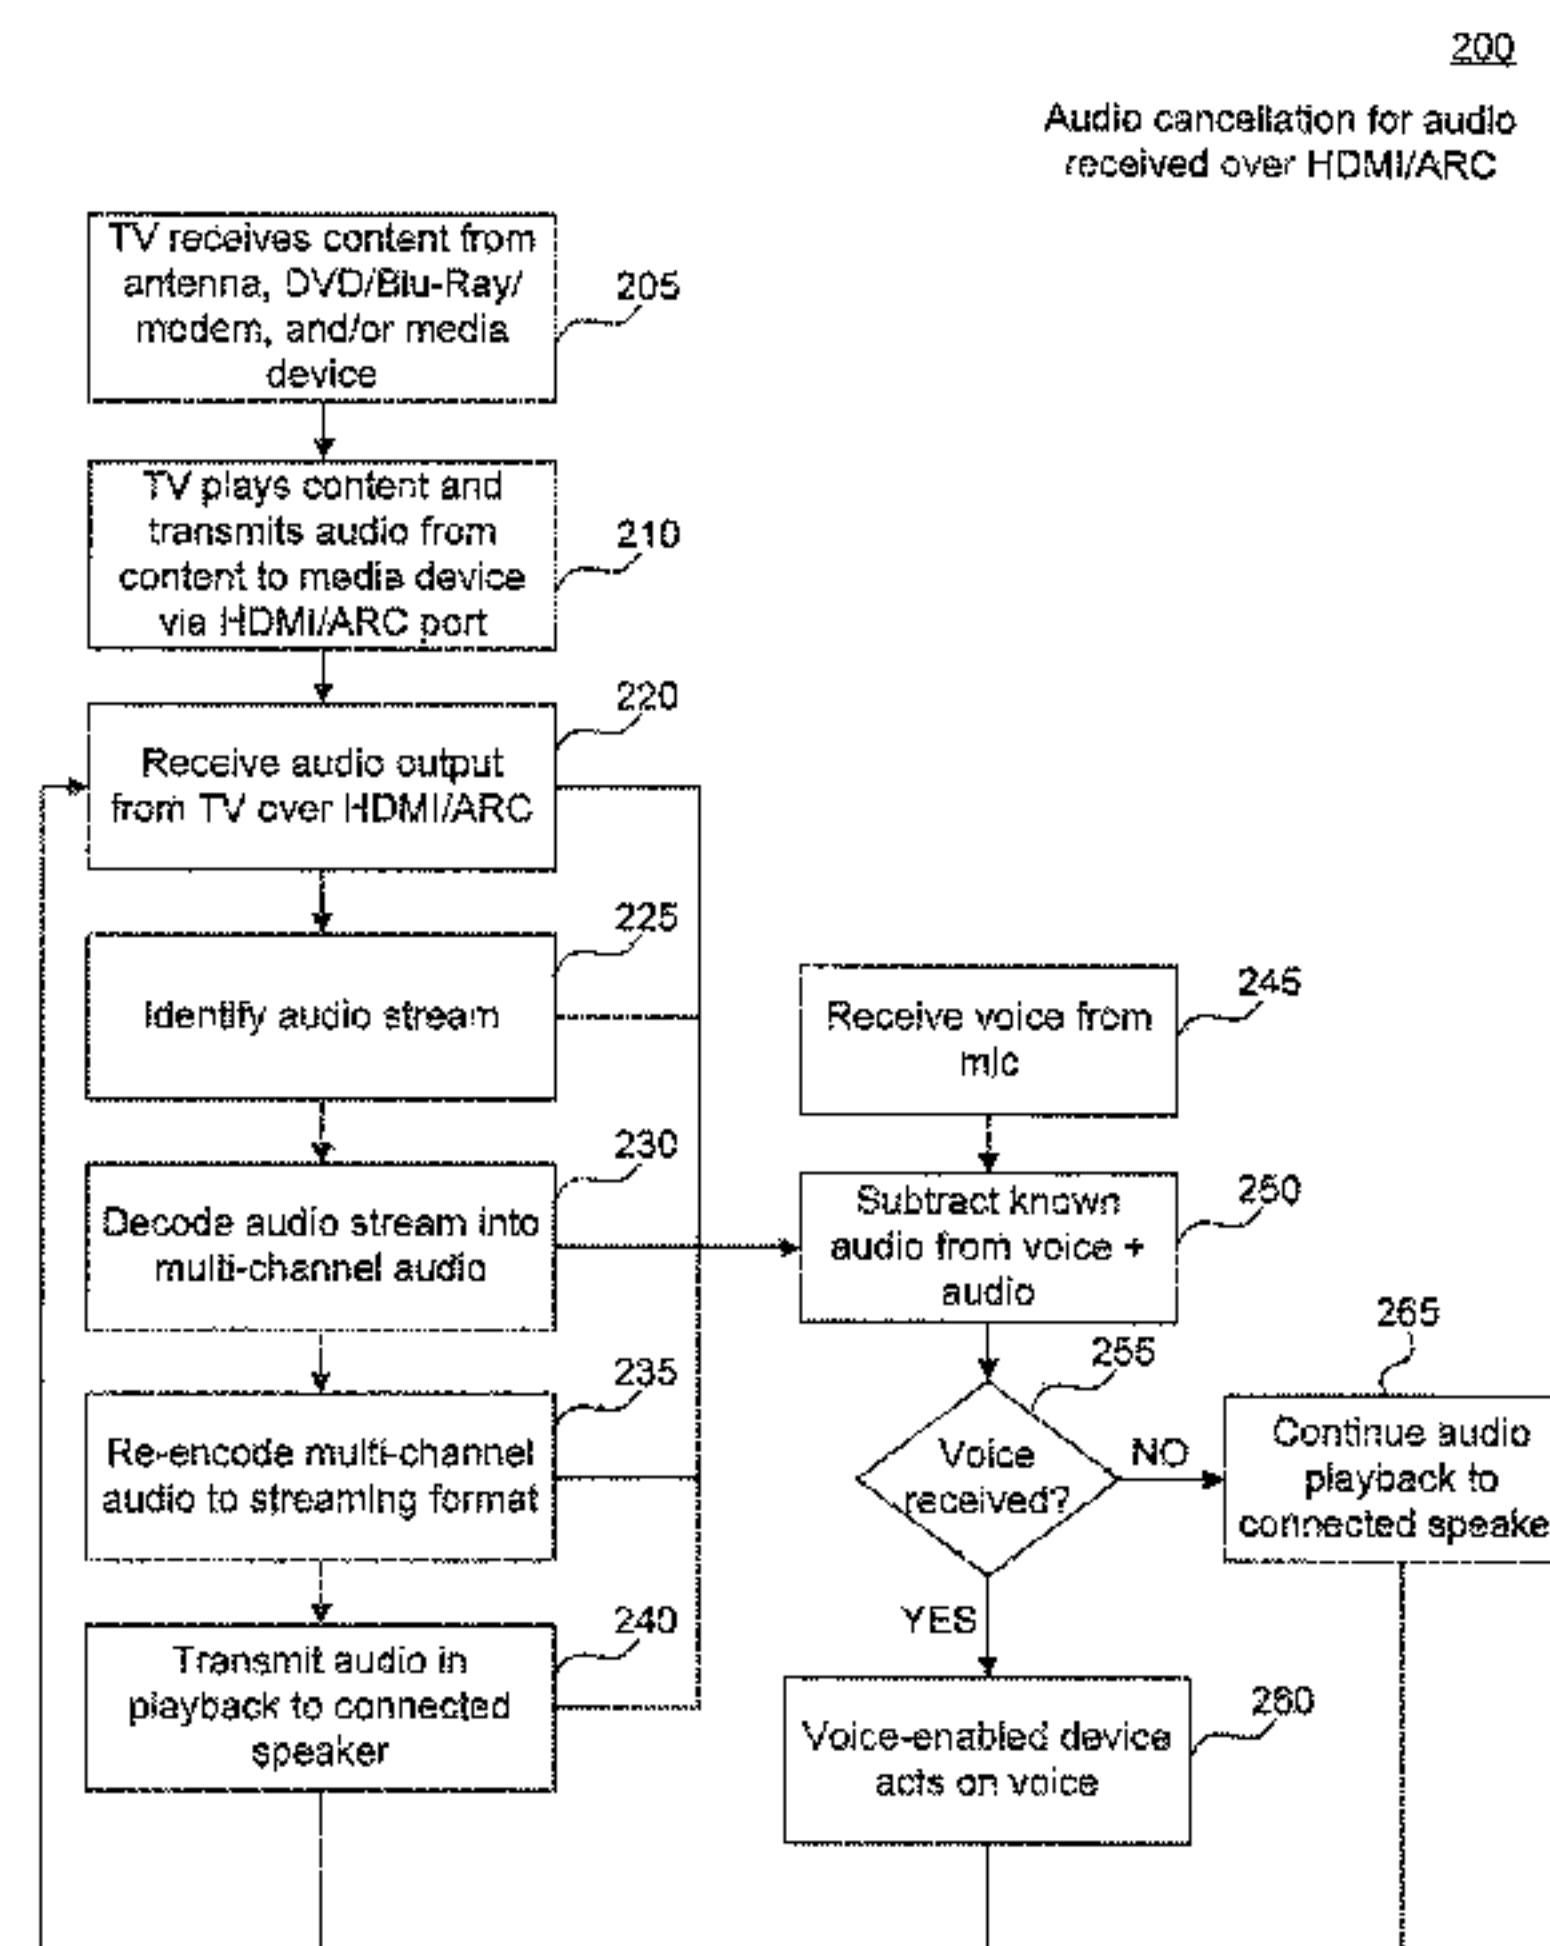 200
Audio cancellation for audio
received over HDMI/ARC
TV receives content from
antenna, DVD/Blu-Ray/
modem, and/or media
device
205
TV plays content and
transmits audio from
content to media device
via HDMI/ARC port
210
Receive audio output
from TV over HDMI/ARC
220
Identify audio stream
225
Decode audio stream into
multi-channel audio
230
Re-encode multi-channel
audio to streaming format
235
Transmit audio in
playback to connected
speaker
240
Receive voice from
mic
245
Subtract known
audio from voice +
audio
250
Voice
received?
255
NO
YES
Continue audio
playback to
connected speake
265
Voice-enabled device
acts on voice
260